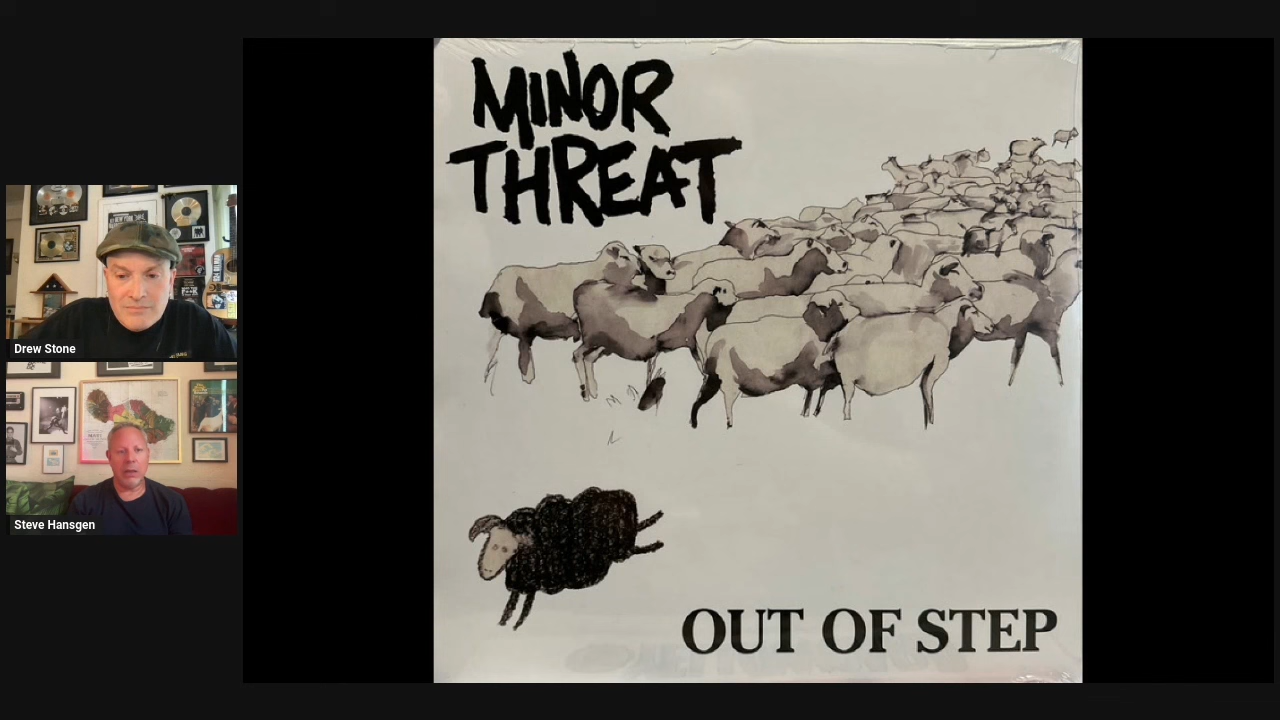 MINOR
THREAT
OUT OF STEP
Drew Stone
Steve Hansgen